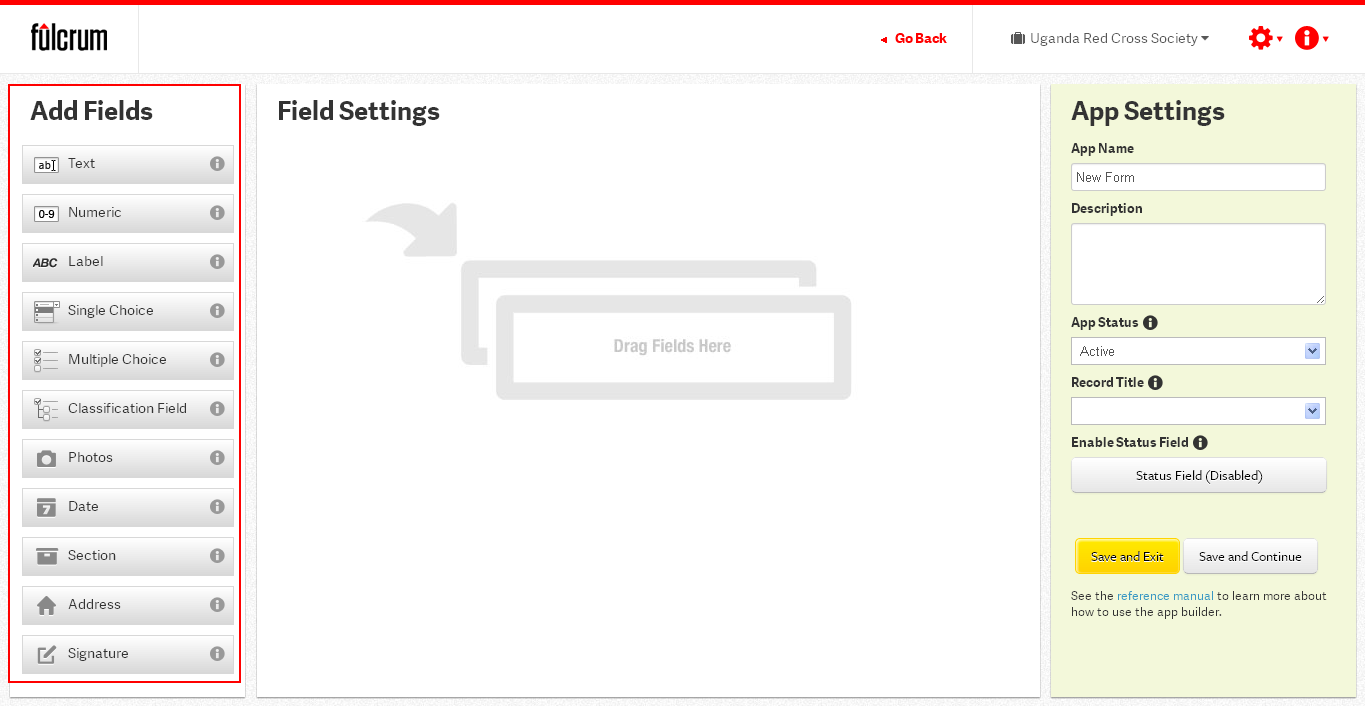 fulcrum
Go Back
Uganda Red Cross Society
Add Fields
abI Text
0-9 Numeric
ABC Label
Single Choice
Multiple Choice
Classification Field
Photos
7 Date
Section
Address
Signature
Field Settings
Drag Fields Here
App Settings
App Name
New Form
Description
App Status
Active
Record Title
Enable Status Field
Status Field (Disabled)
Save and Exit Save and Continue
See the reference manual to learn more about
how to use the app builder.